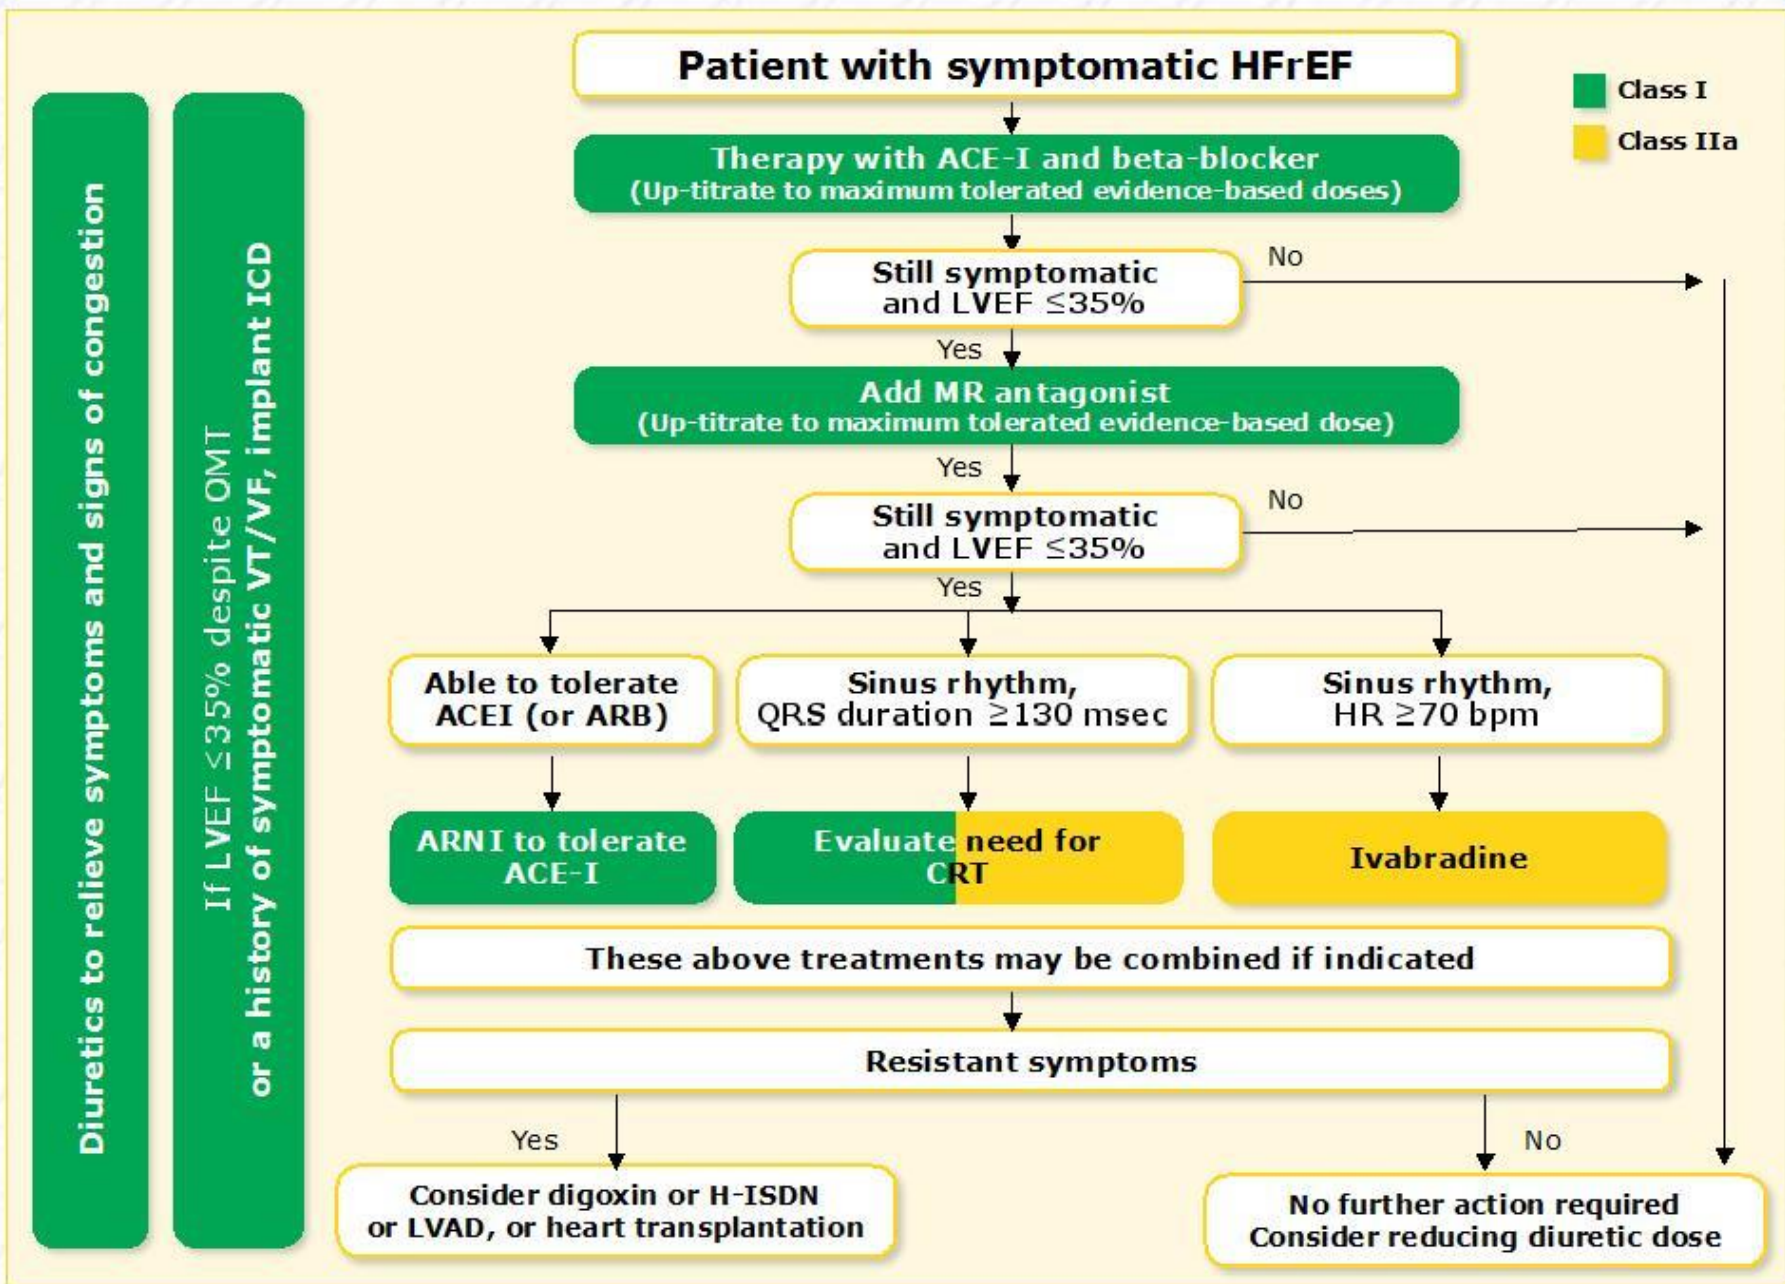 Patient with symptomatic HFrEF
Class I
Class IIa
Therapy with ACE-I and beta-blocker
(Up-titrate to maximum tolerated evidence-based doses)
Still symptomatic
and LVEF ≤35%
No
Yes
Add MR antagonist
(Up-titrate to maximum tolerated evidence-based dose)
Yes
Still symptomatic
and LVEF ≤35%
No
Yes
Able to tolerate
ACEI (or ARB)
Sinus rhythm,
QRS duration ≥130 msec
Sinus rhythm,
HR ≥70 bpm
ARNI to tolerate
ACE-I
Evaluate need for
CRT
Ivabradine
These above treatments may be combined if indicated
Resistant symptoms
Yes
No
Consider digoxin or H-ISDN
or LVAD, or heart transplantation
No further action required
Consider reducing diuretic dose
Diuretics to relieve symptoms and signs of congestion
If LVEF ≤35% despite OMT
or a history of symptomatic VT/VF, implant ICD